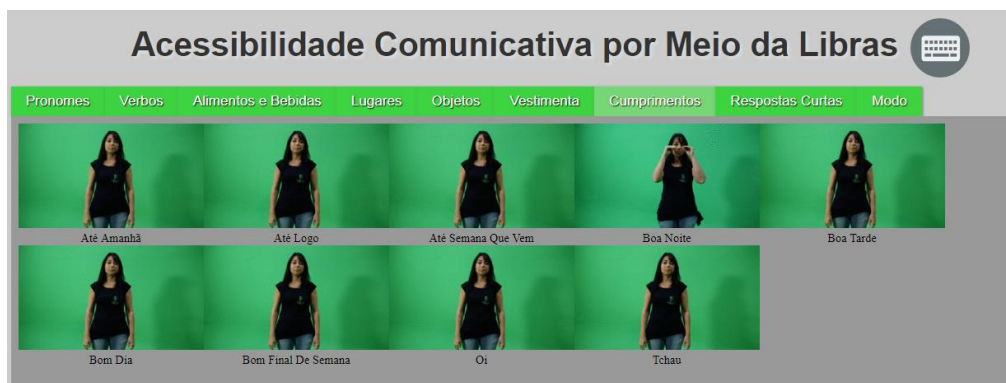 Acessibilidade Comunicativa por Meio da Libras
Pronomes Verbos Alimentos e Bebidas Lugares Objetos Vestimenta Cumprimentos Respostas Curtas Modo
Até Amanhã Até Logo Até Semana Que Vem Boa Noite Boa Tarde
Bom Dia Bom Final De Semana Oi Tchau